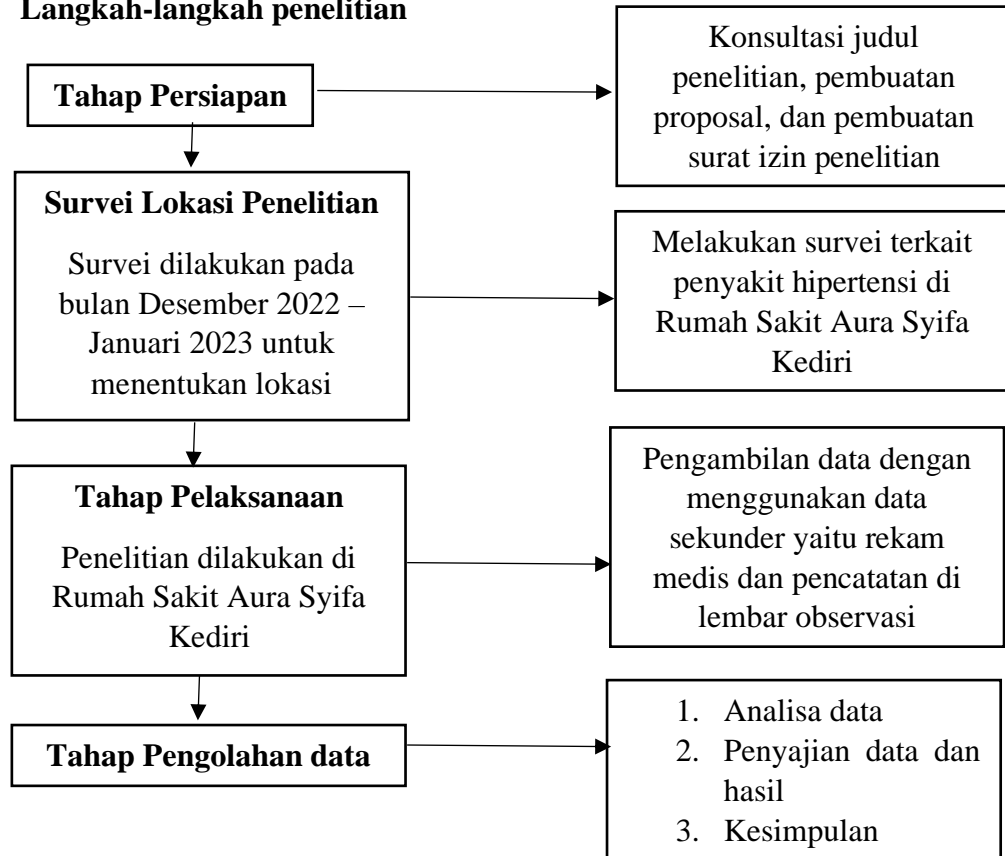 Langkah-langkah penelitian
Tahap Persiapan
Konsultasi judul
penelitian, pembuatan
proposal, dan pembuatan
surat izin penelitian
Survei Lokasi Penelitian
Survei dilakukan pada
bulan Desember 2022 –
Januari 2023 untuk
menentukan lokasi
Melakukan survei terkait
penyakit hipertensi di
Rumah Sakit Aura Syifa
Kediri
Tahap Pelaksanaan
Penelitian dilakukan di
Rumah Sakit Aura Syifa
Kediri
Pengambilan data dengan
menggunakan data
sekunder yaitu rekam
medis dan pencatatan di
lembar observasi
Tahap Pengolahan data
1. Analisa data
2. Penyajian data dan
hasil
3. Kesimpulan